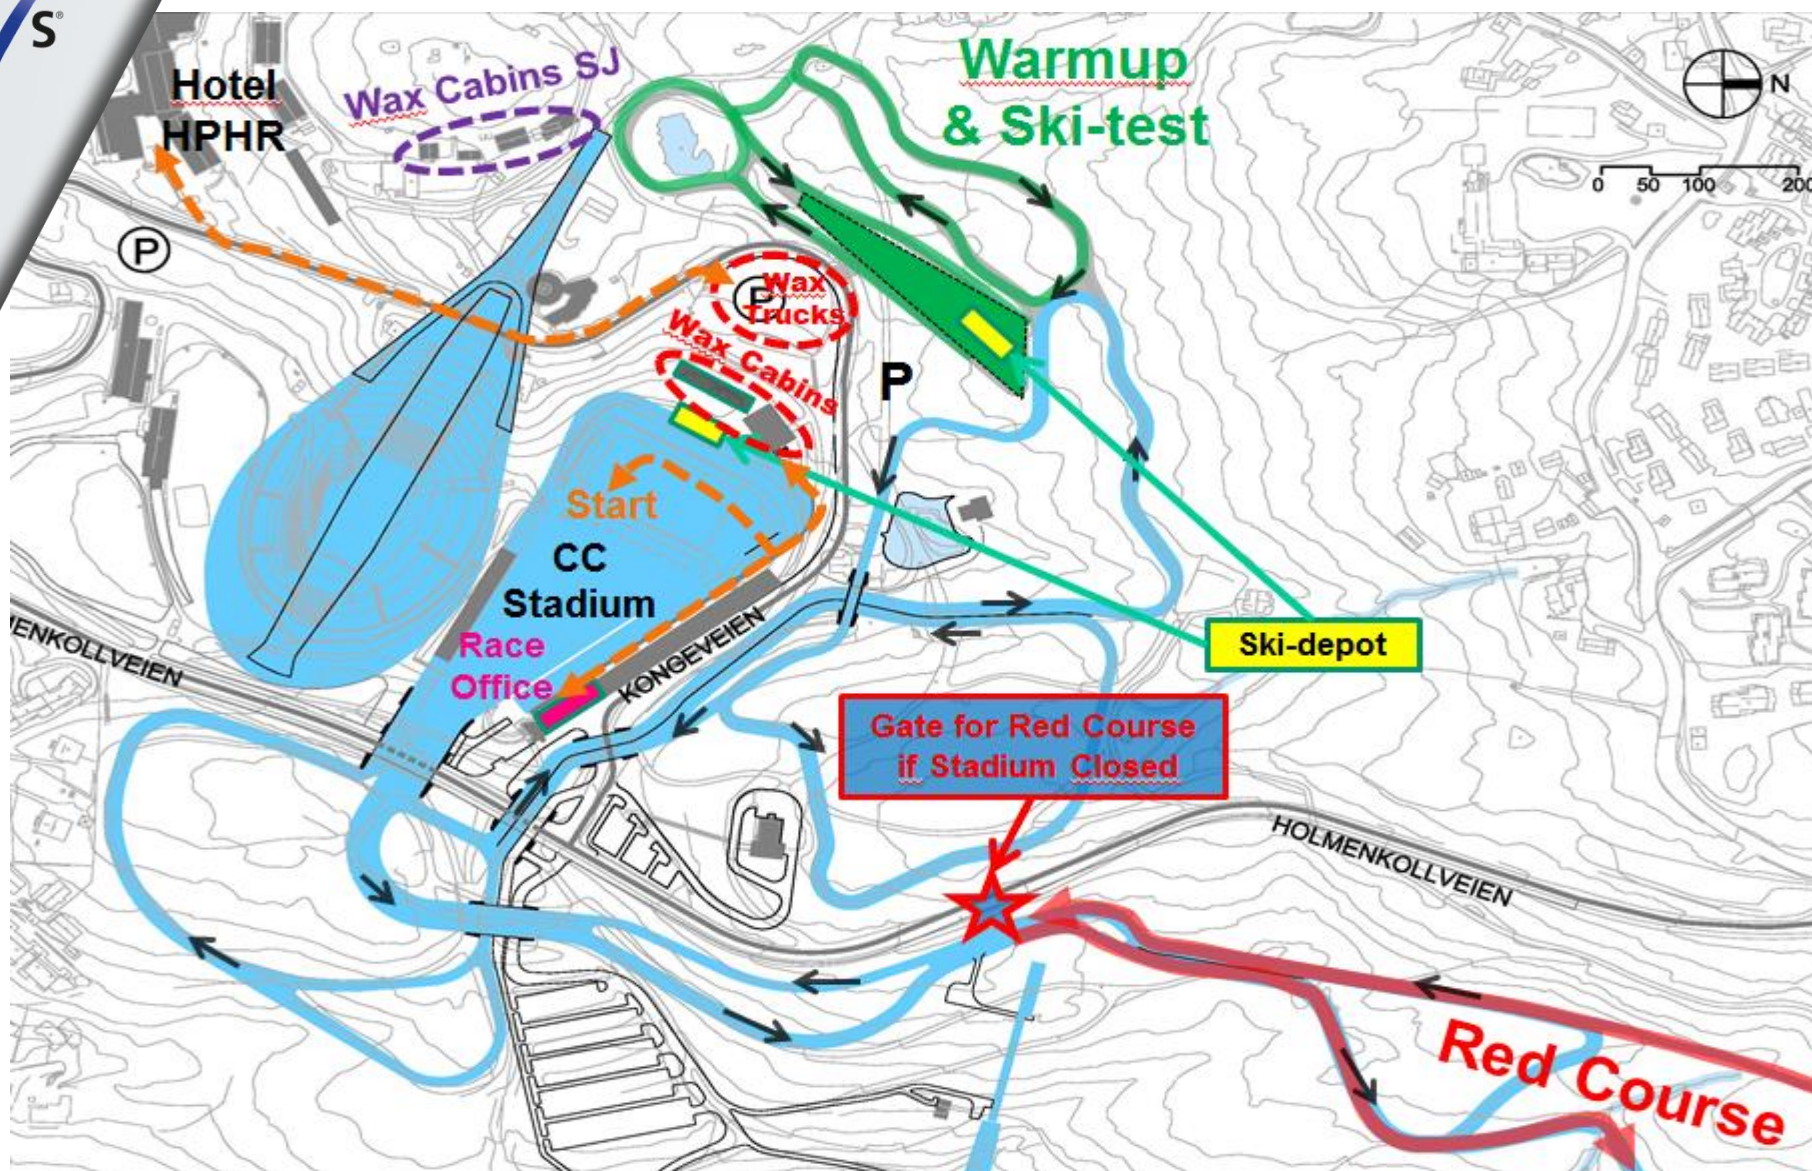 S®
Hotel
HPHR
Wax Cabins SJ
Warmup
& Ski-test
N
0 50 100 200
P
Wax
Trucks
P
Wax Cabins
P
Start
CC
Stadium
Race
Office
KONGEVEIEN
ENKOLLVEIEN
Ski-depot
Gate for Red Course
if Stadium Closed
HOLMENKOLLVEIEN
Red Course